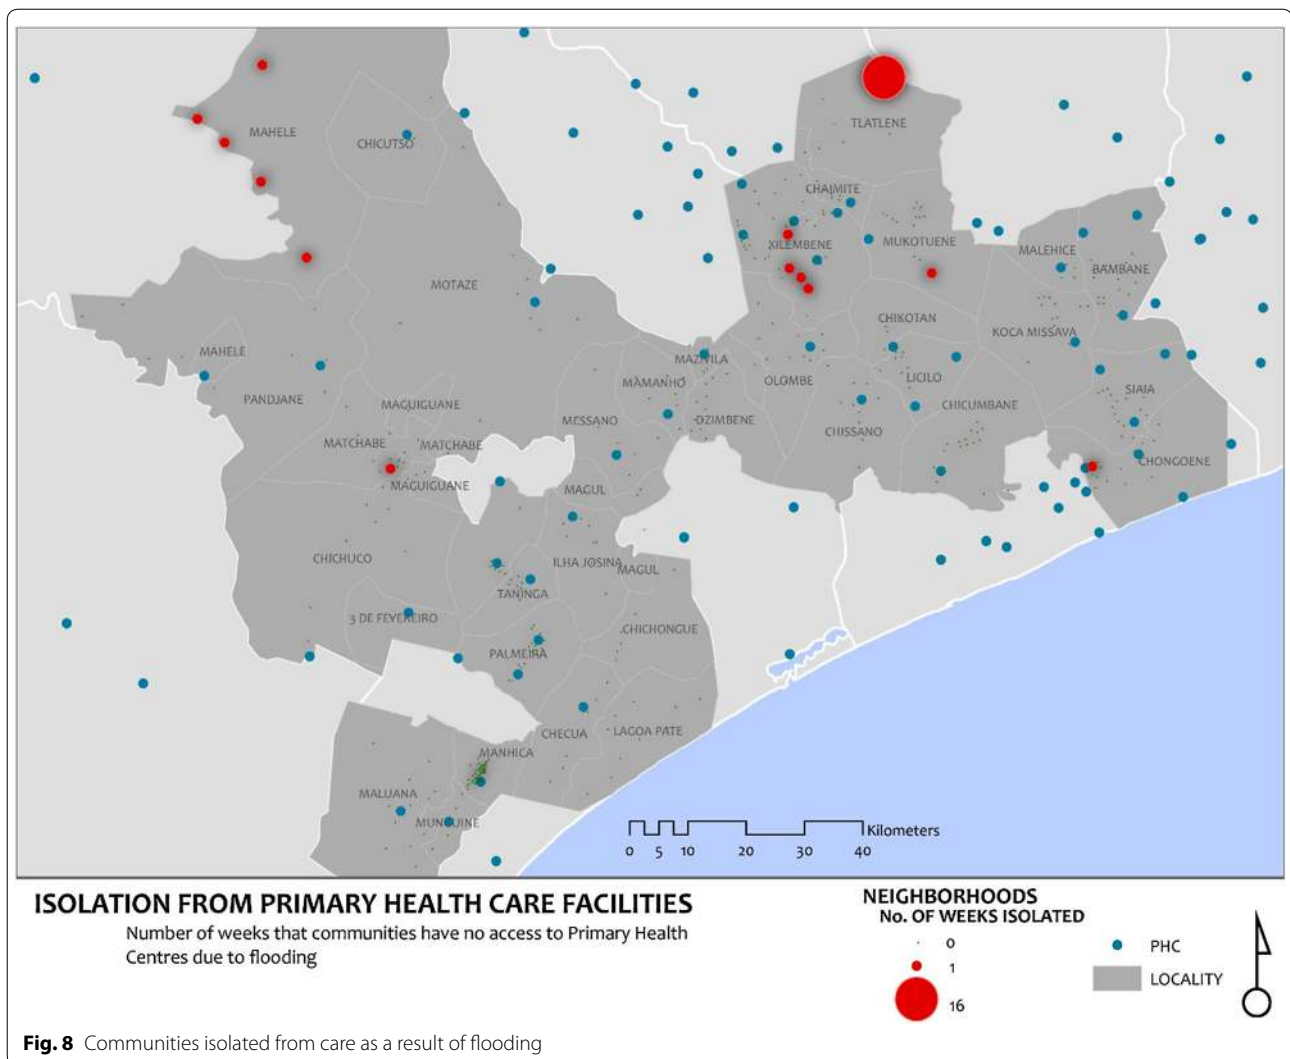 MAHELE
CHICUTSO
TLATLENE
CHAIMITE
XILEMBENE
MUKOTUENE
MALEHICE
BAMBANE
MOTAZE
CHIKOTAN
KOCA MISSAVA
MAHELE
MAZIVILA
MAMANHO
OLOMBE
LICILO
SIAIA
PANDJANE
MAGUIGUANE
CHICUMBANE
MESSANO
DZIMBENE
CHISSANO
MATCHABE
MATCHABE
CHONGOENE
MAGUIGUANE
MAGUL
CHICHUCO
ILHA JOSINA
MAGUL
TANINGA
3 DE FEVEREIRO
CHICHONGUE
PALMEIRA
CHECUA
LAGOA PATE
MANHICA
MALUANA
MUNGUINE
Kilometers
0 5 10 20 30 40
ISOLATION FROM PRIMARY HEALTH CARE FACILITIES
Number of weeks that communities have no access to Primary Health
Centres due to flooding
NEIGHBORHOODS
No. OF WEEKS ISOLATED
0
1
16
PHC
LOCALITY
Fig. 8 Communities isolated from care as a result of flooding